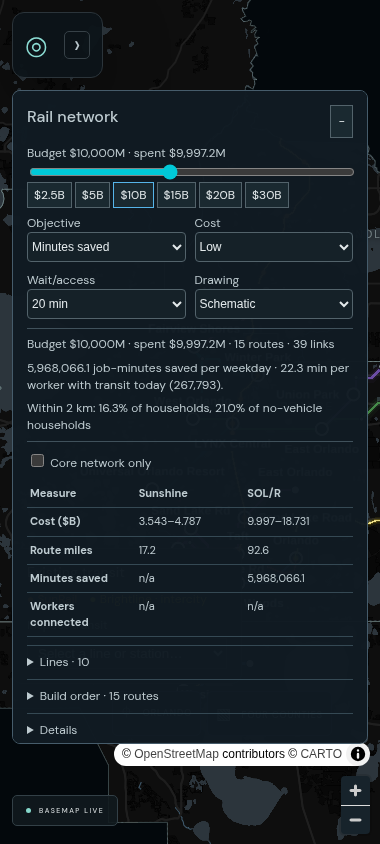 Rail network
-
Budget $10,000M · spent $9,997.2M
$2.5B $5B $10B $15B $20B $30B
Objective Cost
Minutes saved Low
Wait/access Drawing
20 min Schematic
Budget $10,000M · spent $9,997.2M · 15 routes · 39 links
5,968,066.1 job-minutes saved per weekday · 22.3 min per
worker with transit today (267,793).
Within 2 km: 16.3% of households, 21.0% of no-vehicle
households
Core network only
Measure Sunshine SOL/R
Cost ($B) 3.543–4.787 9.997–18.731
Route miles 17.2 92.6
Minutes saved n/a 5,968,066.1
Workers
connected n/a n/a
Lines · 10
Build order · 15 routes
Details
© OpenStreetMap contributors © CARTO
BASEMAP LIVE
+
−